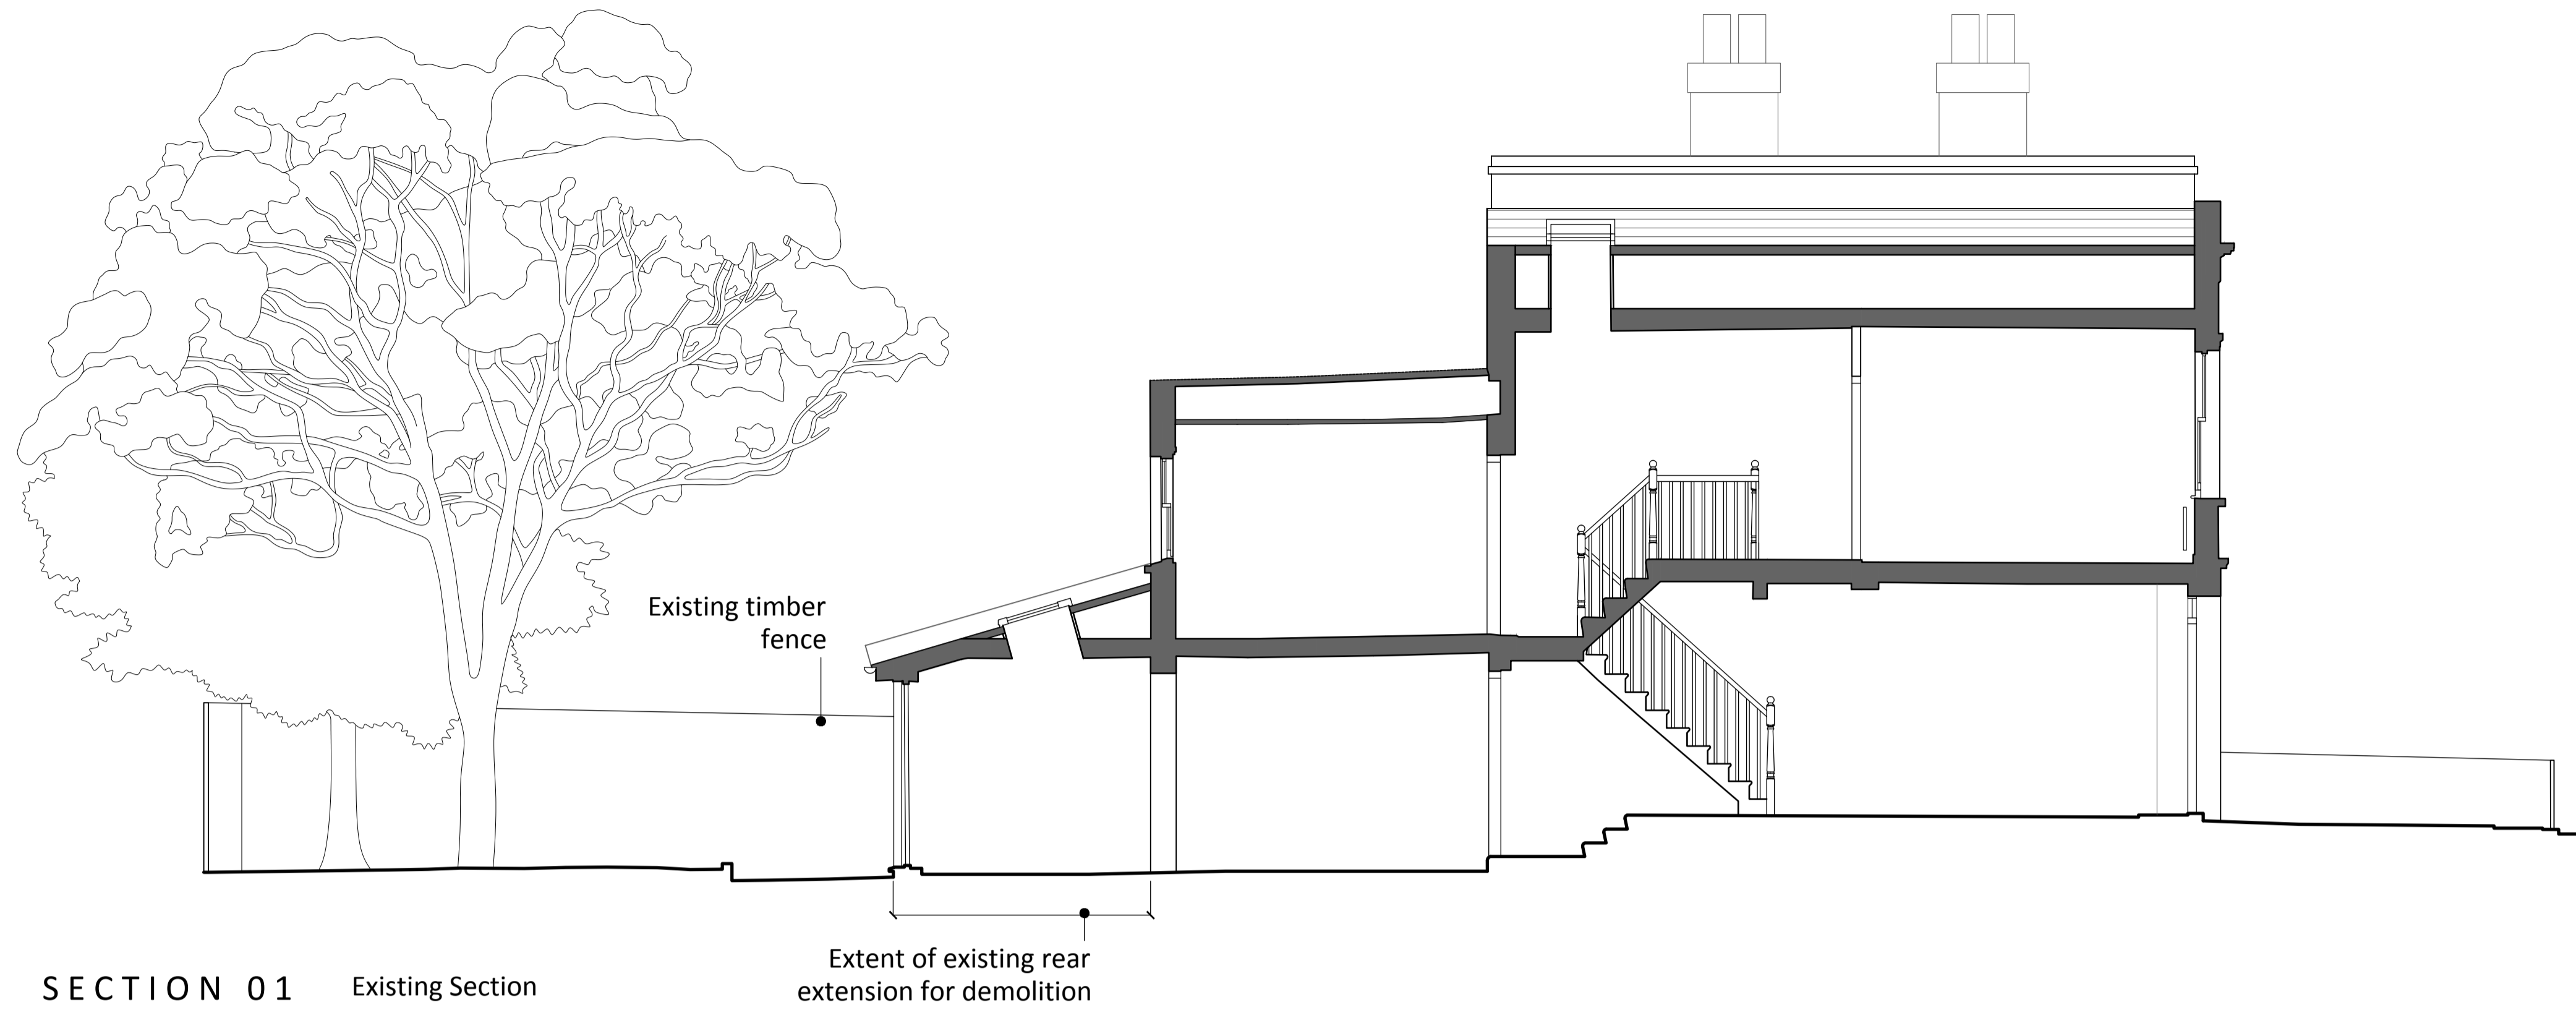 Existing timber
fence
Extent of existing rear
extension for demolition
SECTION 01 Existing Section